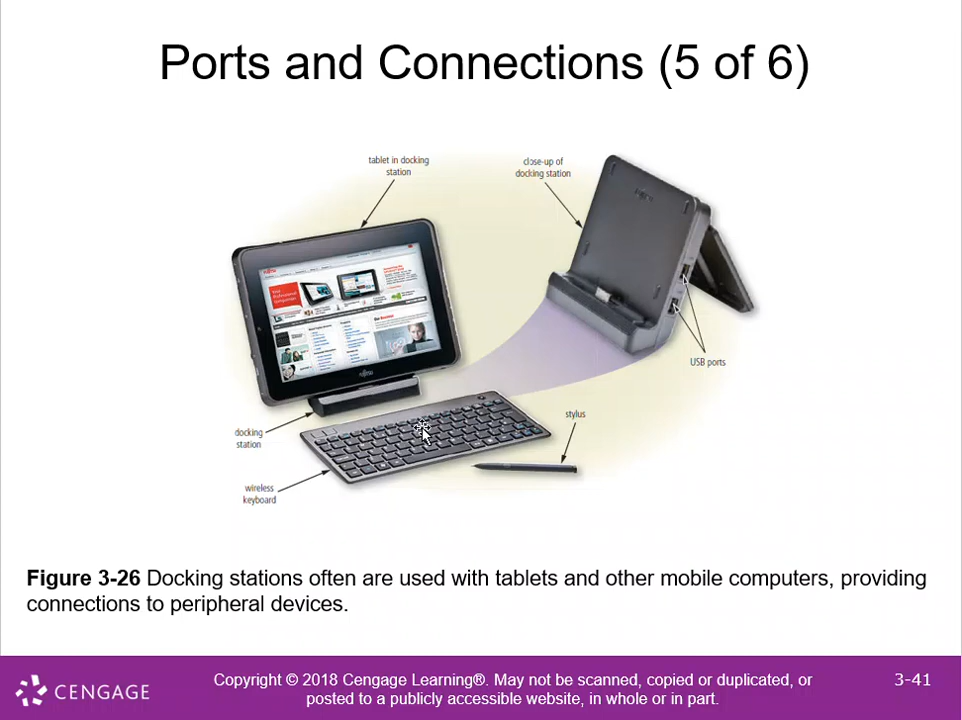 Ports and Connections (5 of 6)
tablet in docking
station
close-up of
docking station
USB ports
docking
station
stylus
wireless
keyboard
Figure 3-26 Docking stations often are used with tablets and other mobile computers, providing
connections to peripheral devices.
CENGAGE
Copyright © 2018 Cengage Learning®. May not be scanned, copied or duplicated, or
posted to a publicly accessible website, in whole or in part.
3-41